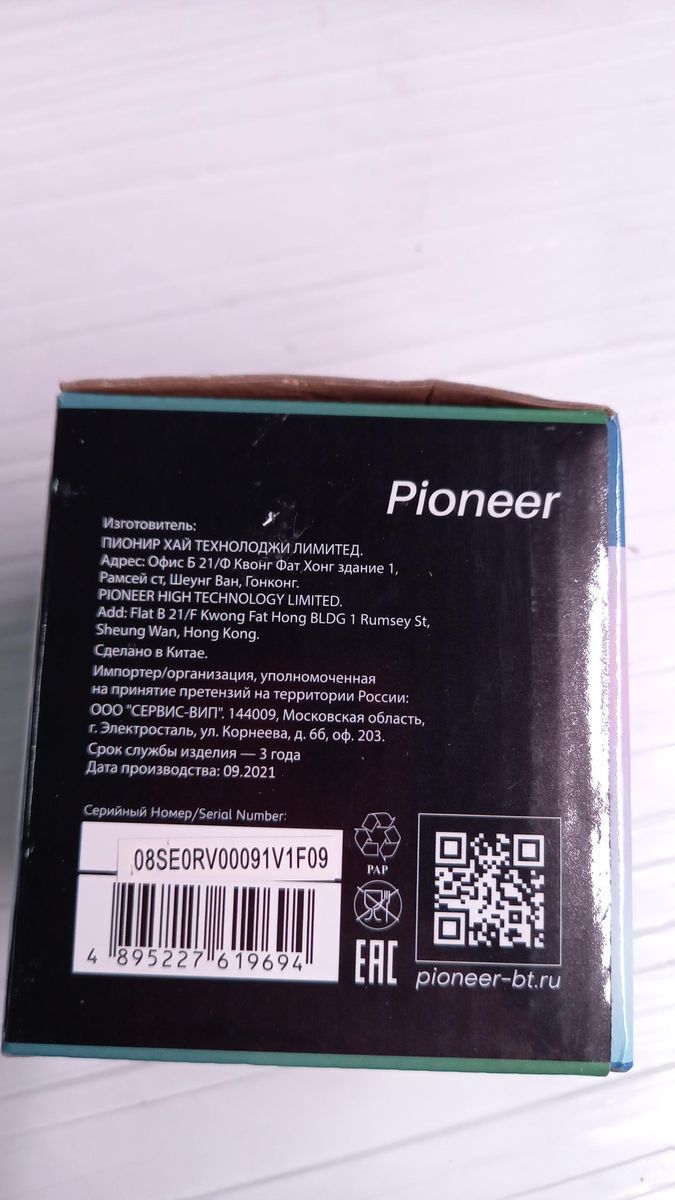 Pioneer
Изготовитель:
ПИОНИР ХАЙ ТЕХНОЛОДЖИ ЛИМИТЕД.
Адрес: Офис Б 21/Ф Квонг Фат Хонг здание 1,
Рамсей ст, Шеунг Ван, Гонконг.
PIONEER HIGH TECHNOLOGY LIMITED.
Add: Flat B 21/F Kwong Fat Hong BLDG 1 Rumsey St,
Sheung Wan, Hong Kong.
Сделано в Китае.
Импортер/организация, уполномоченная
на принятие претензий на территории России:
ООО "СЕРВИС-ВИП". 144009, Московская область,
г. Электросталь, ул. Корнеева, д. 6б, оф. 203.
Срок службы изделия — 3 года
Дата производства: 09.2021
Серийный Номер/Serial Number:
08SE0RV00091V1F09
4 895227 619694
PAP
EAC
pioneer-bt.ru